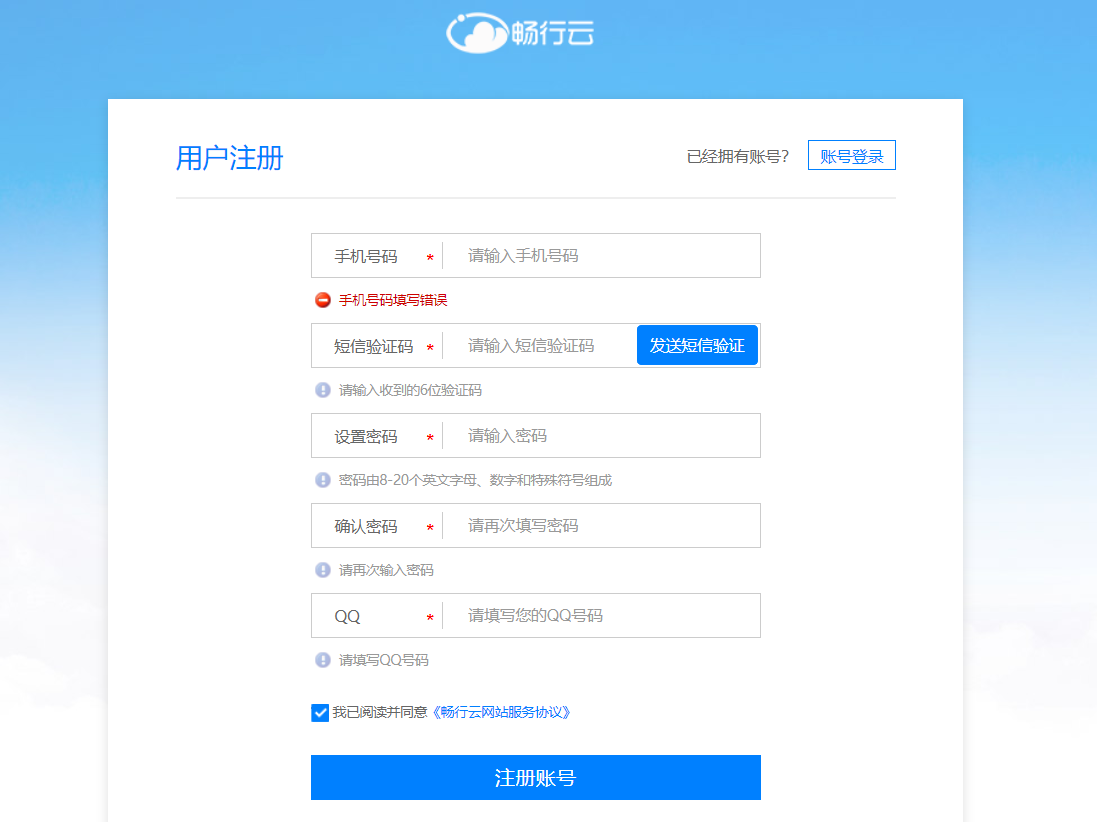 畅行云
用户注册
已经拥有账号? 账号登录
手机号码 * 请输入手机号码
手机号码填写错误
短信验证码 * 请输入短信验证码 发送短信验证
请输入收到的6位验证码
设置密码 * 请输入密码
密码由8-20个英文字母、数字和特殊符号组成
确认密码 * 请再次填写密码
请再次输入密码
QQ * 请填写您的QQ号码
请填写QQ号码
我已阅读并同意《畅行云网站服务协议》
注册账号